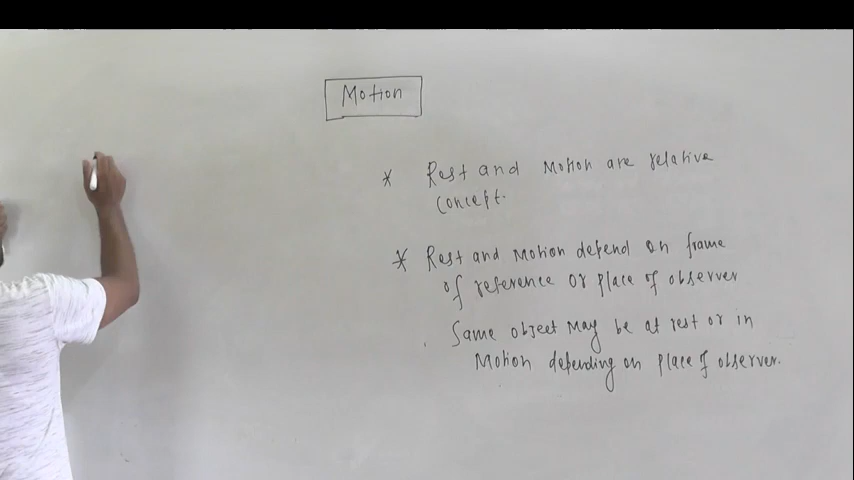 Motion
* Rest and Motion are relative
concept.
* Rest and Motion depend on frame
of reference or place of observer
Same object may be at rest or in
Motion depending on place of observer.